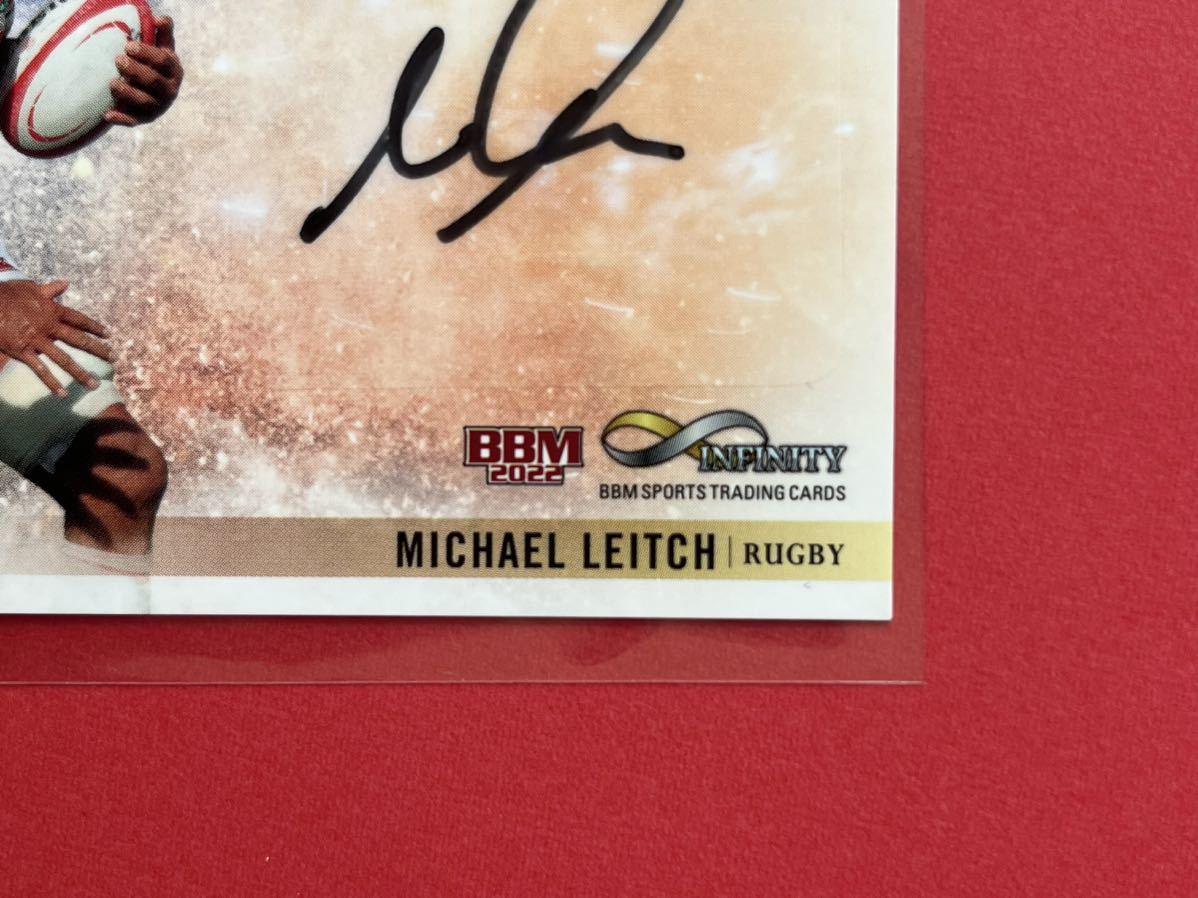 BBM
2022
INFINITY
BBM SPORTS TRADING CARDS
MICHAEL LEITCH | RUGBY